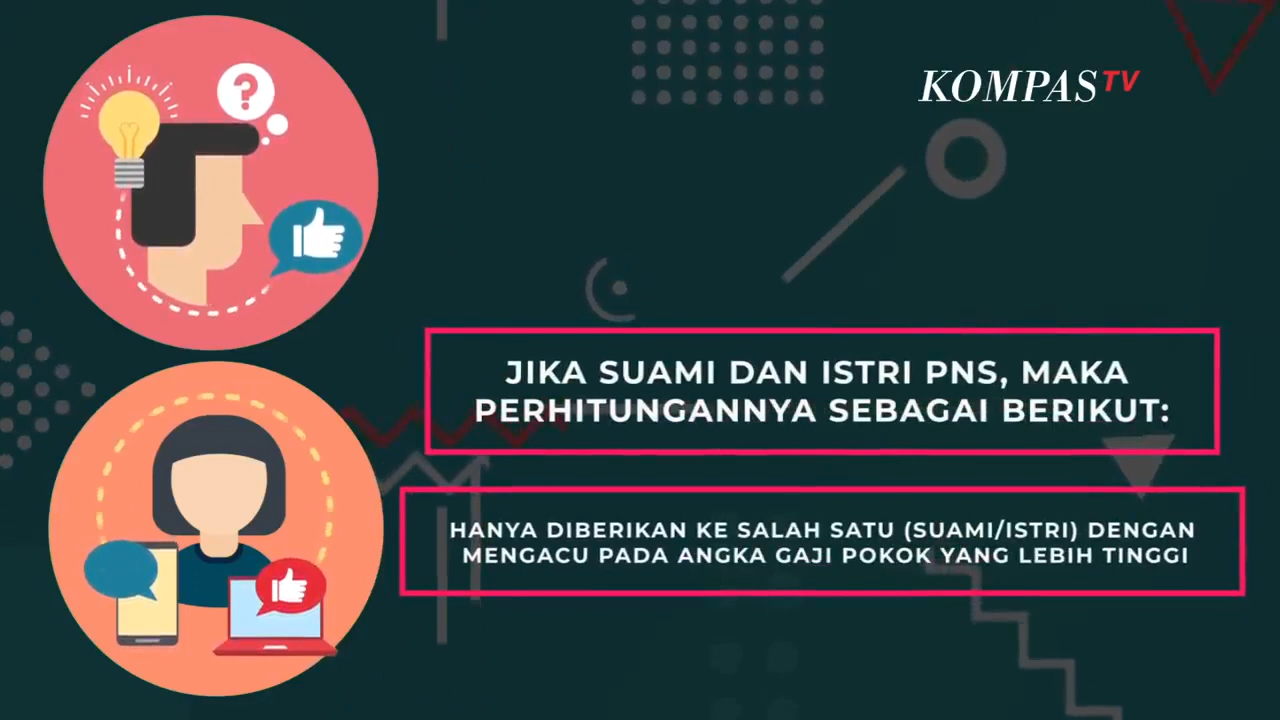 KOMPASTV
?
JIKA SUAMI DAN ISTRI PNS, MAKA
PERHITUNGANNYA SEBAGAI BERIKUT:
HANYA DIBERIKAN KE SALAH SATU (SUAMI/ISTRI) DENGAN
MENGACU PADA ANGKA GAJI POKOK YANG LEBIH TINGGI